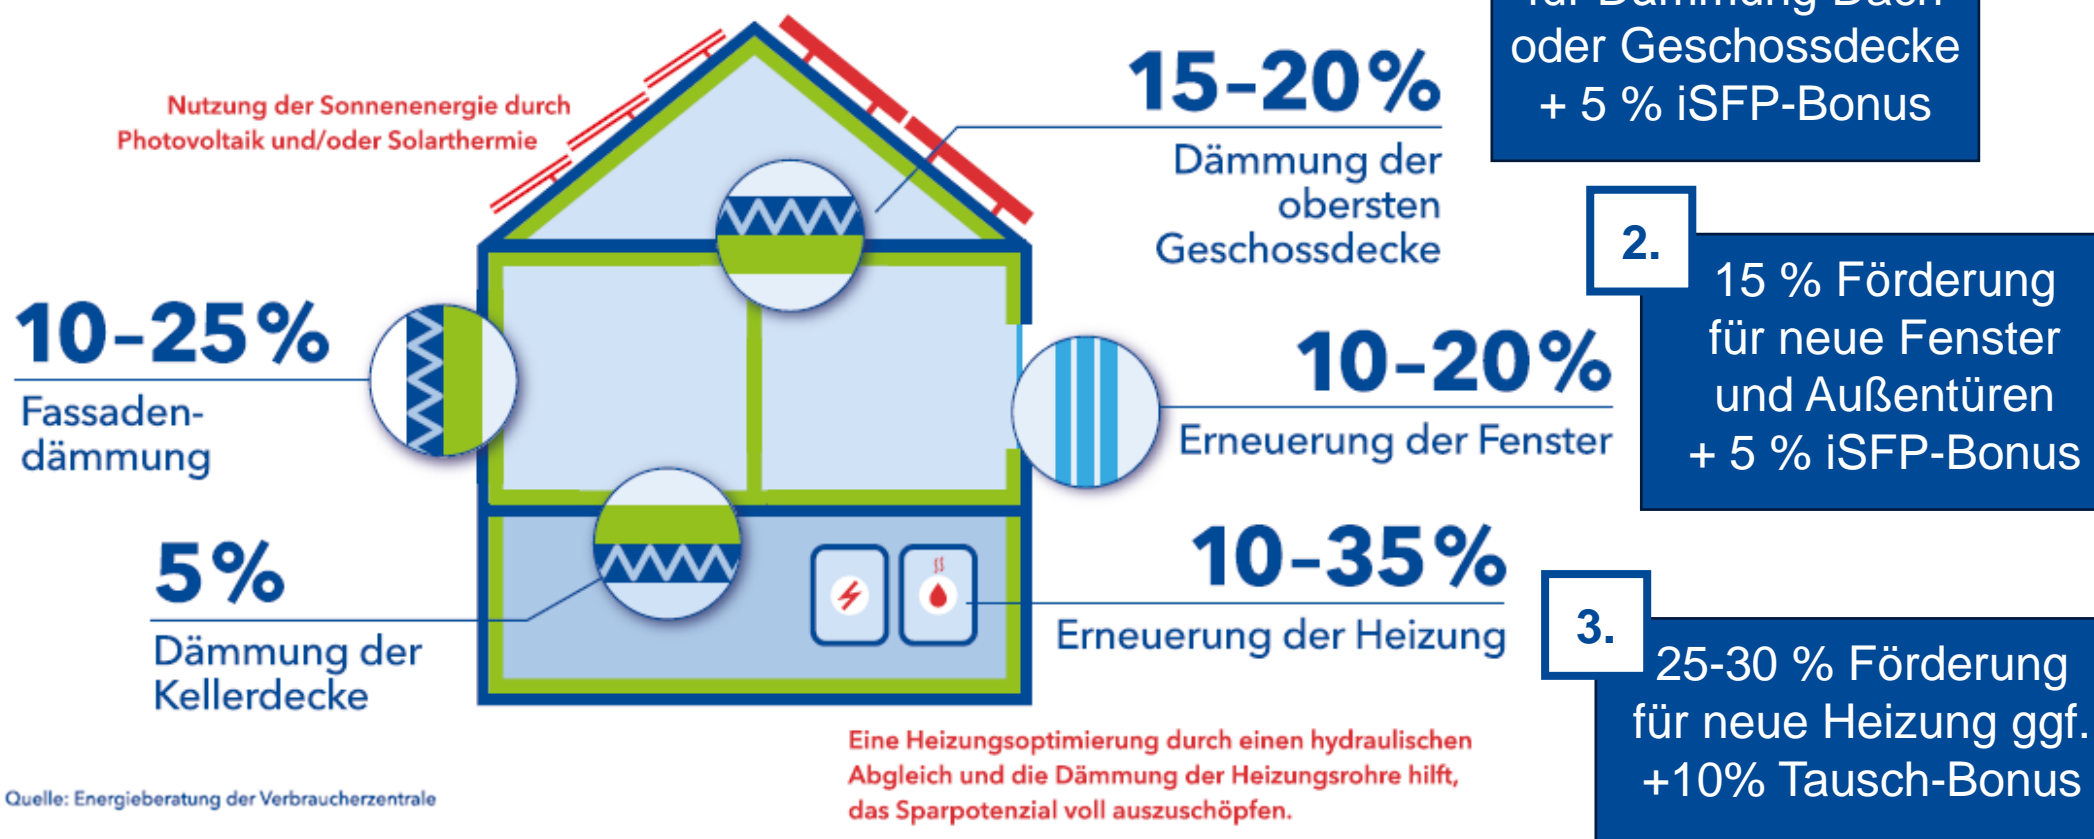 für Dämmung Dach
oder Geschossdecke
+ 5 % iSFP-Bonus
Nutzung der Sonnenenergie durch
Photovoltaik und/oder Solarthermie
15–20%
Dämmung der
obersten
Geschossdecke
2.
15 % Förderung
für neue Fenster
und Außentüren
+ 5 % iSFP-Bonus
10–25%
Fassaden-
dämmung
10–20%
Erneuerung der Fenster
5%
Dämmung der
Kellerdecke
10–35%
Erneuerung der Heizung
3.
25-30 % Förderung
für neue Heizung ggf.
+10% Tausch-Bonus
Eine Heizungsoptimierung durch einen hydraulischen
Abgleich und die Dämmung der Heizungsrohre hilft,
das Sparpotenzial voll auszuschöpfen.
Quelle: Energieberatung der Verbraucherzentrale